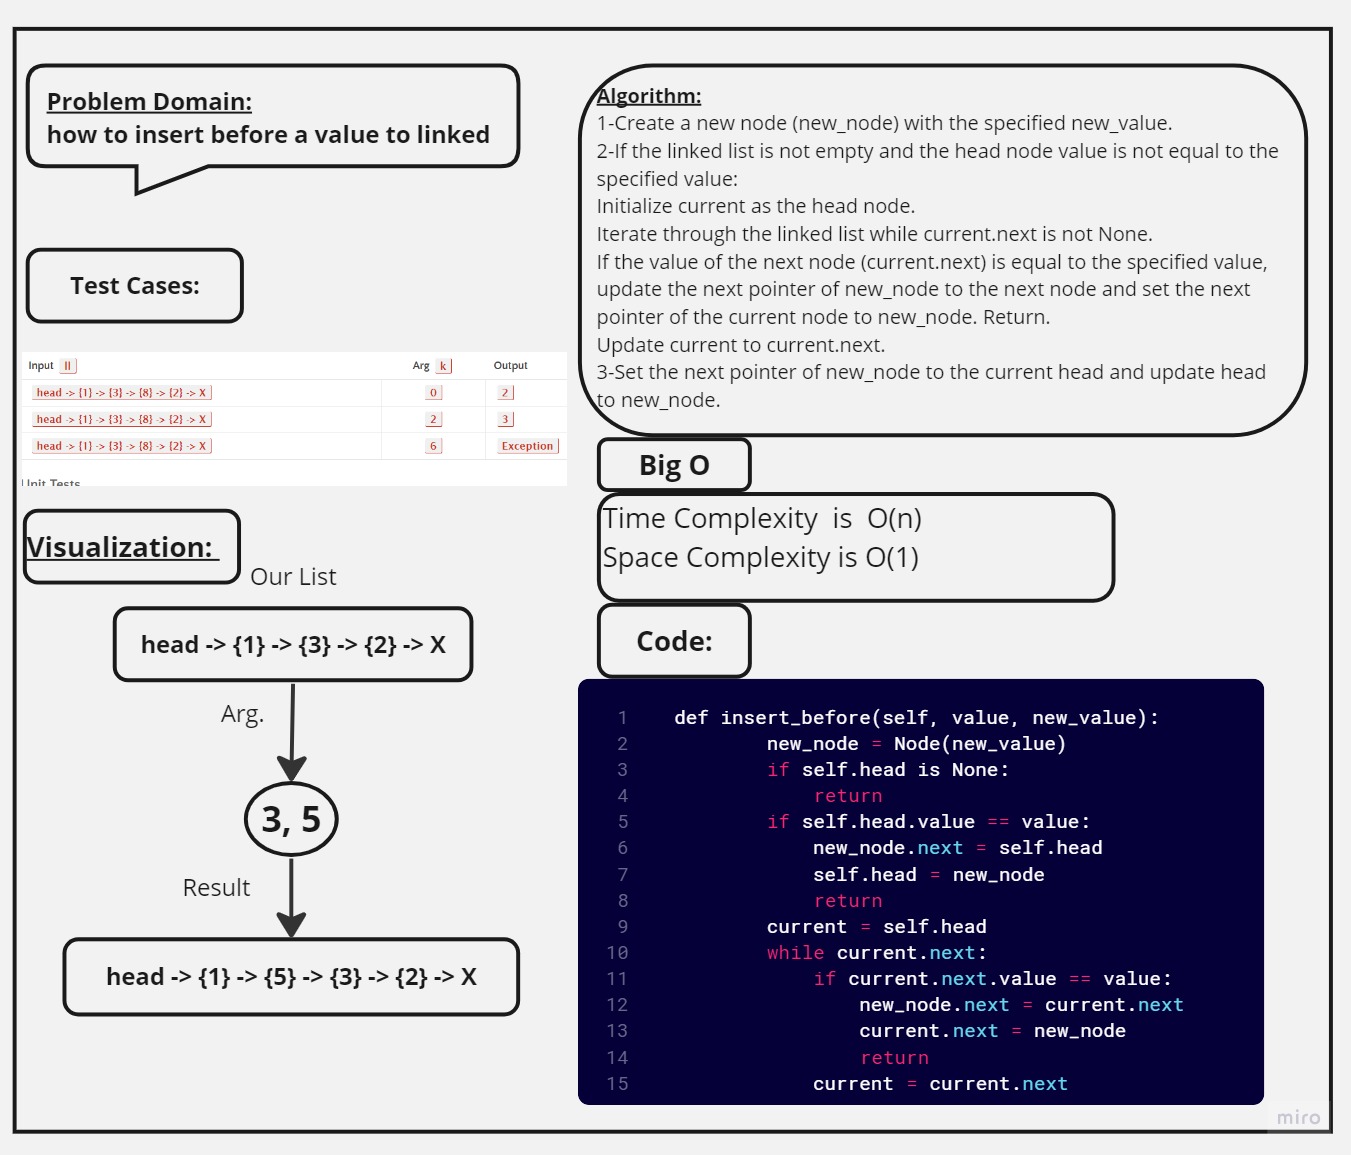 Problem Domain:
how to insert before a value to linked
Test Cases:
Input ll Arg k Output
head -> {1} -> {3} -> {8} -> {2} -> X 0 2
head -> {1} -> {3} -> {8} -> {2} -> X 2 3
head -> {1} -> {3} -> {8} -> {2} -> X 6 Exception
Unit Tests
Visualization:
Our List
head -> {1} -> {3} -> {2} -> X
Arg.
3, 5
Result
head -> {1} -> {5} -> {3} -> {2} -> X
Algorithm:
1-Create a new node (new_node) with the specified new_value.
2-If the linked list is not empty and the head node value is not equal to the
specified value:
Initialize current as the head node.
Iterate through the linked list while current.next is not None.
If the value of the next node (current.next) is equal to the specified value,
update the next pointer of new_node to the next node and set the next
pointer of the current node to new_node. Return.
Update current to current.next.
3-Set the next pointer of new_node to the current head and update head
to new_node.
Big O
Time Complexity is O(n)
Space Complexity is O(1)
Code:
1 def insert_before(self, value, new_value):
2 new_node = Node(new_value)
3 if self.head is None:
4 return
5 if self.head.value == value:
6 new_node.next = self.head
7 self.head = new_node
8 return
9 current = self.head
10 while current.next:
11 if current.next.value == value:
12 new_node.next = current.next
13 current.next = new_node
14 return
15 current = current.next
miro